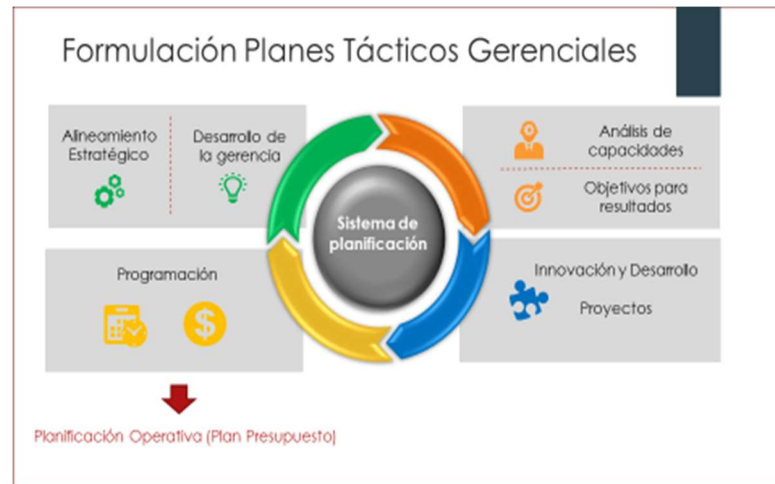 Formulación Planes Tácticos Gerenciales
Alineamiento
Estratégico
Desarrollo de
la gerencia
Análisis de
capacidades
Objetivos para
resultados
Sistema de
planificación
Programación
$
Innovación y Desarrollo
Proyectos
Planificación Operativa (Plan Presupuesto)